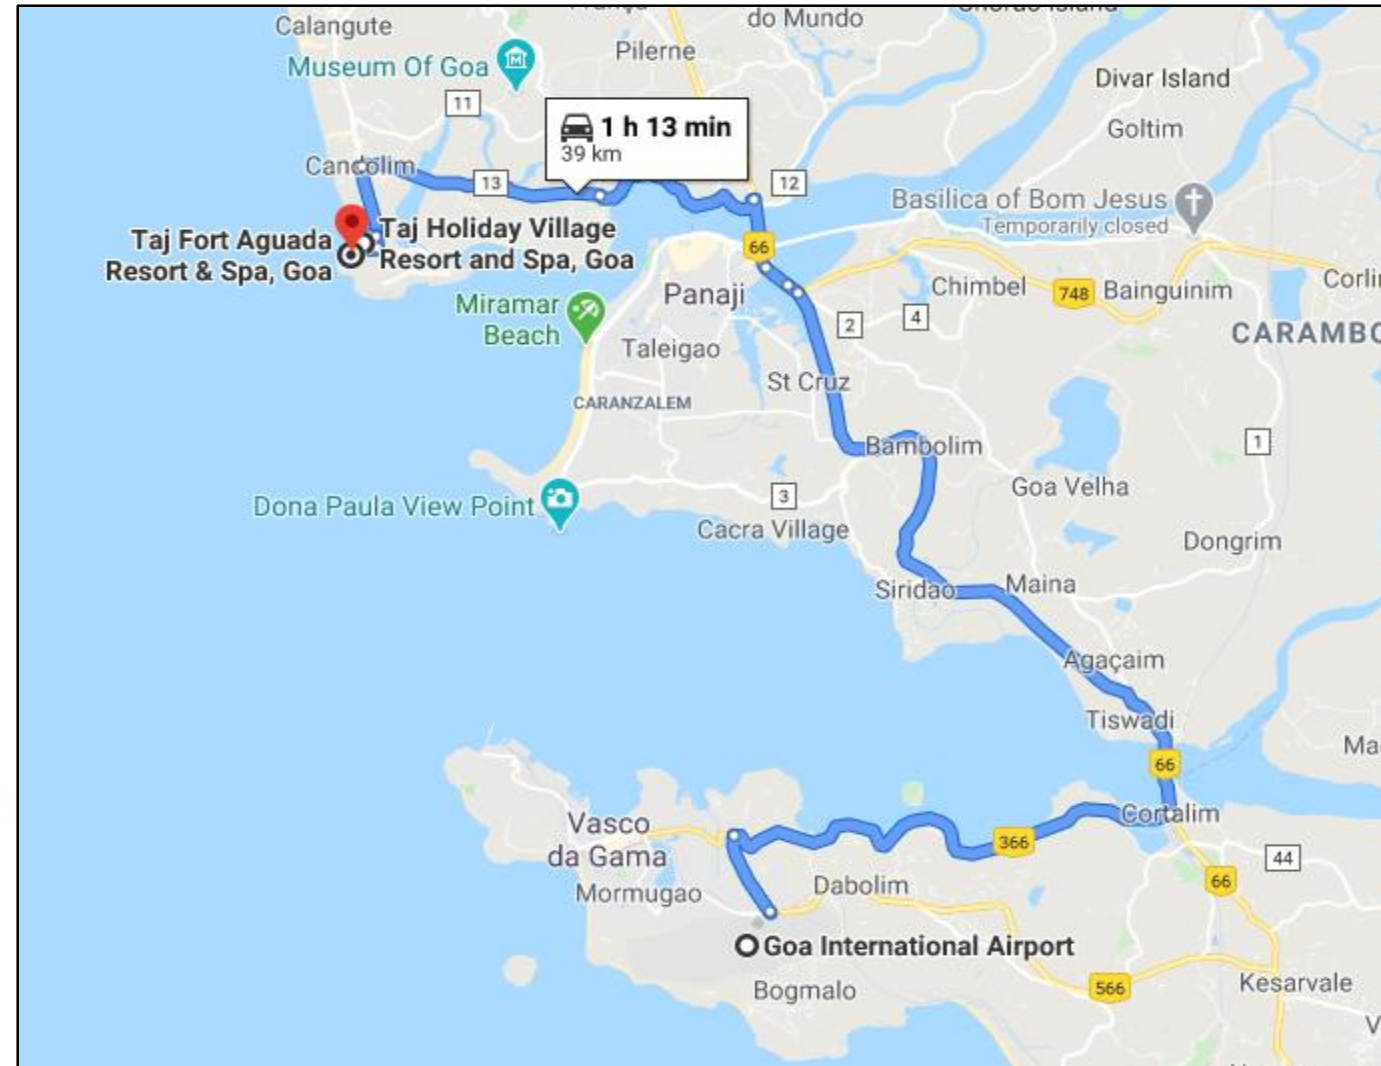 Calangute
do Mundo
Pilerne
Museum Of Goa
Divar Island
11
Goltim
1 h 13 min
39 km
Candolim
13
12
Basilica of Bom Jesus
Temporarily closed
Taj Holiday Village
Resort and Spa, Goa
Taj Fort Aguada
Resort & Spa, Goa
66
Chimbel
748
Bainguinim
Panaji
Miramar
Beach
2
4
Taleigao
CARAMBO
St Cruz
CARANZALEM
Bambolim
1
Goa Velha
3
Dona Paula View Point
Cacra Village
Dongrim
Siridao
Maina
Agaçaim
Tiswadi
66
Cortalim
Vasco
da Gama
366
44
Mormugao
Dabolim
66
Goa International Airport
Bogmalo
566
Kesarvale